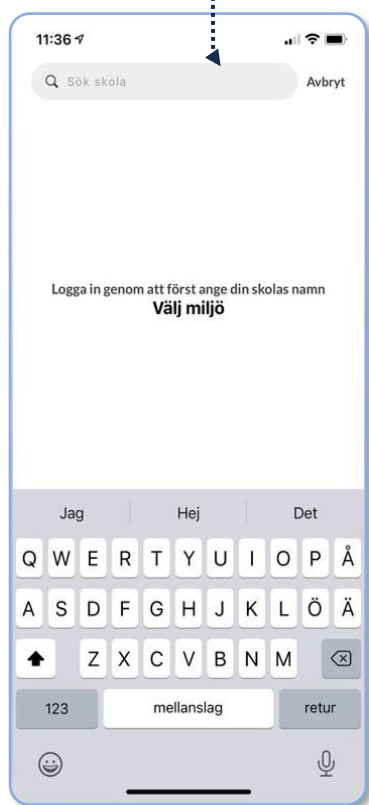 11:36
Sök skola Avbryt
Logga in genom att först ange din skolas namn
Välj miljö
Jag Hej Det
Q W E R T Y U I O P Å
A S D F G H J K L Ö Ä
Z X C V B N M
123 mellanslag retur